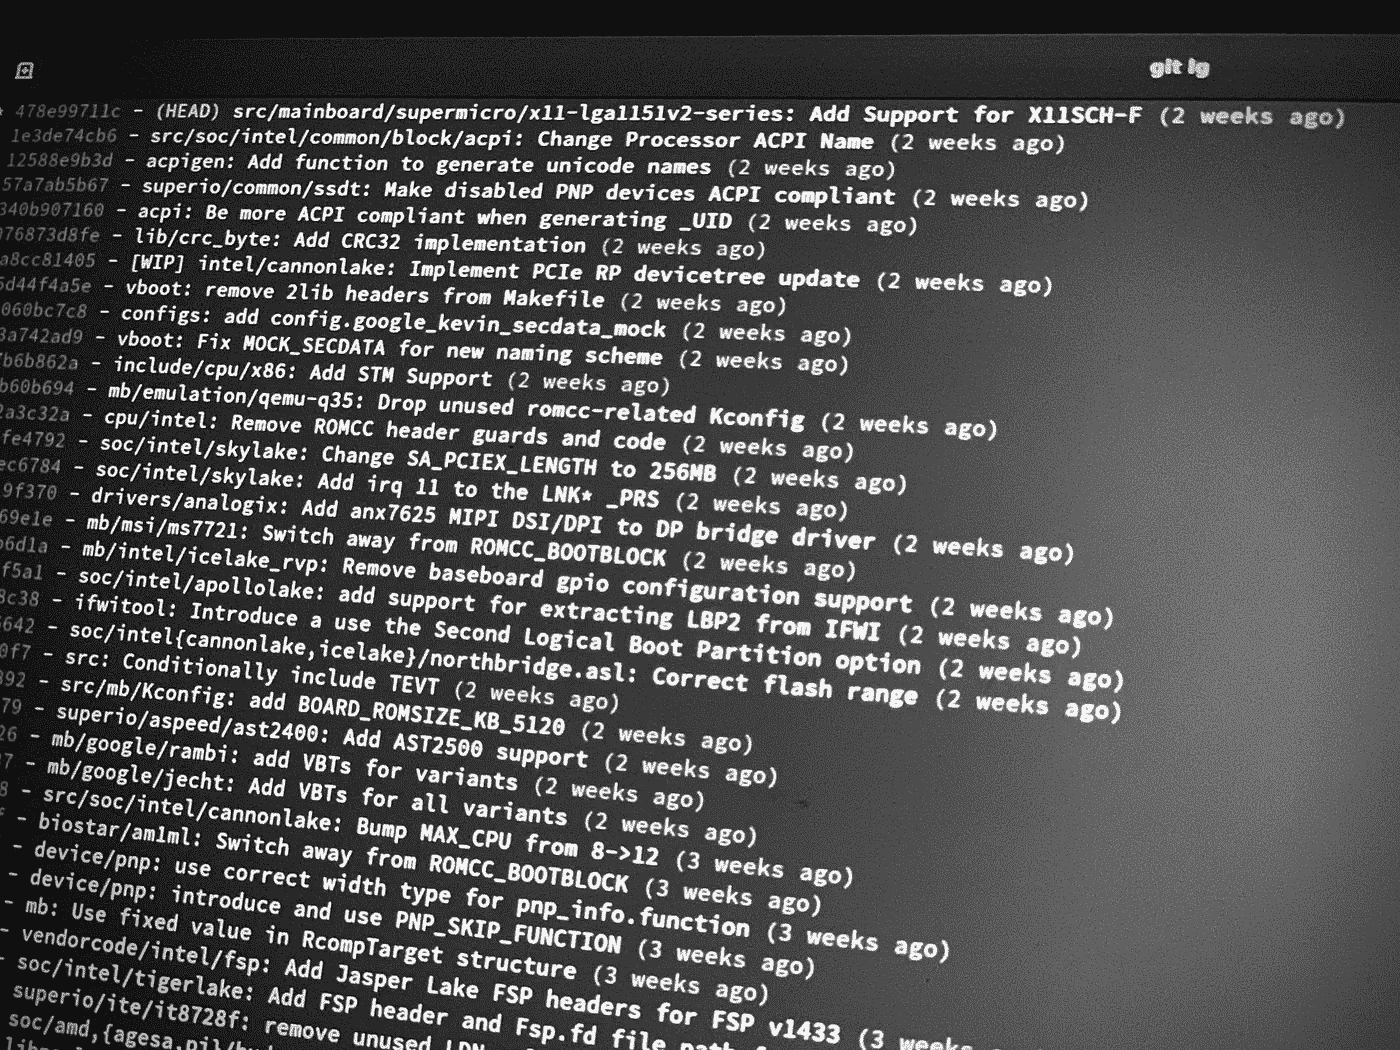 git lg
* 478e99711c - (HEAD) src/mainboard/supermicro/x11-lga1151v2-series: Add Support for X11SCH-F (2 weeks ago)
1e3de74cb6 - src/soc/intel/common/block/acpi: Change Processor ACPI Name (2 weeks ago)
12588e9b3d - acpigen: Add function to generate unicode names (2 weeks ago)
57a7ab5b67 - superio/common/ssdt: Make disabled PNP devices ACPI compliant (2 weeks ago)
340b907160 - acpi: Be more ACPI compliant when generating _UID (2 weeks ago)
076873d8fe - lib/crc_byte: Add CRC32 implementation (2 weeks ago)
a8cc81405 - [WIP] intel/cannonlake: Implement PCIe RP devicetree update (2 weeks ago)
5d44f4a5e - vboot: remove 2lib headers from Makefile (2 weeks ago)
060bc7c8 - configs: add config.google_kevin_secdata_mock (2 weeks ago)
3a742ad9 - vboot: Fix MOCK_SECDATA for new naming scheme (2 weeks ago)
7b6b862a - include/cpu/x86: Add STM Support (2 weeks ago)
b60b694 - mb/emulation/qemu-q35: Drop unused romcc-related Kconfig (2 weeks ago)
2a3c32a - cpu/intel: Remove ROMCC header guards and code (2 weeks ago)
fe4792 - soc/intel/skylake: Change SA_PCIEX_LENGTH to 256MB (2 weeks ago)
ec6784 - soc/intel/skylake: Add irq 11 to the LNK* _PRS (2 weeks ago)
19f370 - drivers/analogix: Add anx7625 MIPI DSI/DPI to DP bridge driver (2 weeks ago)
69e1e - mb/msi/ms7721: Switch away from ROMCC_BOOTBLOCK (2 weeks ago)
b6d1a - mb/intel/icelake_rvp: Remove baseboard gpio configuration support (2 weeks ago)
f5a1 - soc/intel/apollolake: add support for extracting LBP2 from IFWI (2 weeks ago)
8c38 - ifwitool: Introduce a use the Second Logical Boot Partition option (2 weeks ago)
5642 - soc/intel{cannonlake,icelake}/northbridge.asl: Correct flash range (2 weeks ago)
0f7 - src: Conditionally include TEVT (2 weeks ago)
892 - src/mb/Kconfig: add BOARD_ROMSIZE_KB_5120 (2 weeks ago)
79 - superio/aspeed/ast2400: Add AST2500 support (2 weeks ago)
26 - mb/google/rambi: add VBTs for variants (2 weeks ago)
7 - mb/google/jecht: Add VBTs for all variants (2 weeks ago)
8 - src/soc/intel/cannonlake: Bump MAX_CPU from 8->12 (3 weeks ago)
- biostar/am1ml: Switch away from ROMCC_BOOTBLOCK (3 weeks ago)
- device/pnp: use correct width type for pnp_info.function (3 weeks ago)
- device/pnp: introduce and use PNP_SKIP_FUNCTION (3 weeks ago)
- mb: Use fixed value in RcompTarget structure (3 weeks ago)
- vendorcode/intel/fsp: Add Jasper Lake FSP headers for FSP v1433 (3 weeks
- soc/intel/tigerlake: Add FSP header and Fsp.fd file path
superio/ite/it8728f: remove unused LDN
soc/amd,{agesa,pi}/